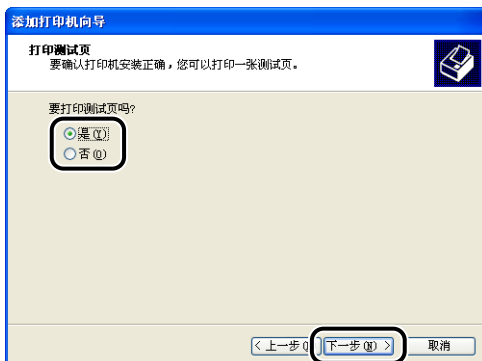 添加打印机向导
打印测试页
要确认打印机安装正确，您可以打印一张测试页。
要打印测试页吗?
是(Y)
否(O)
<上一步(
下一步(N) >
取消